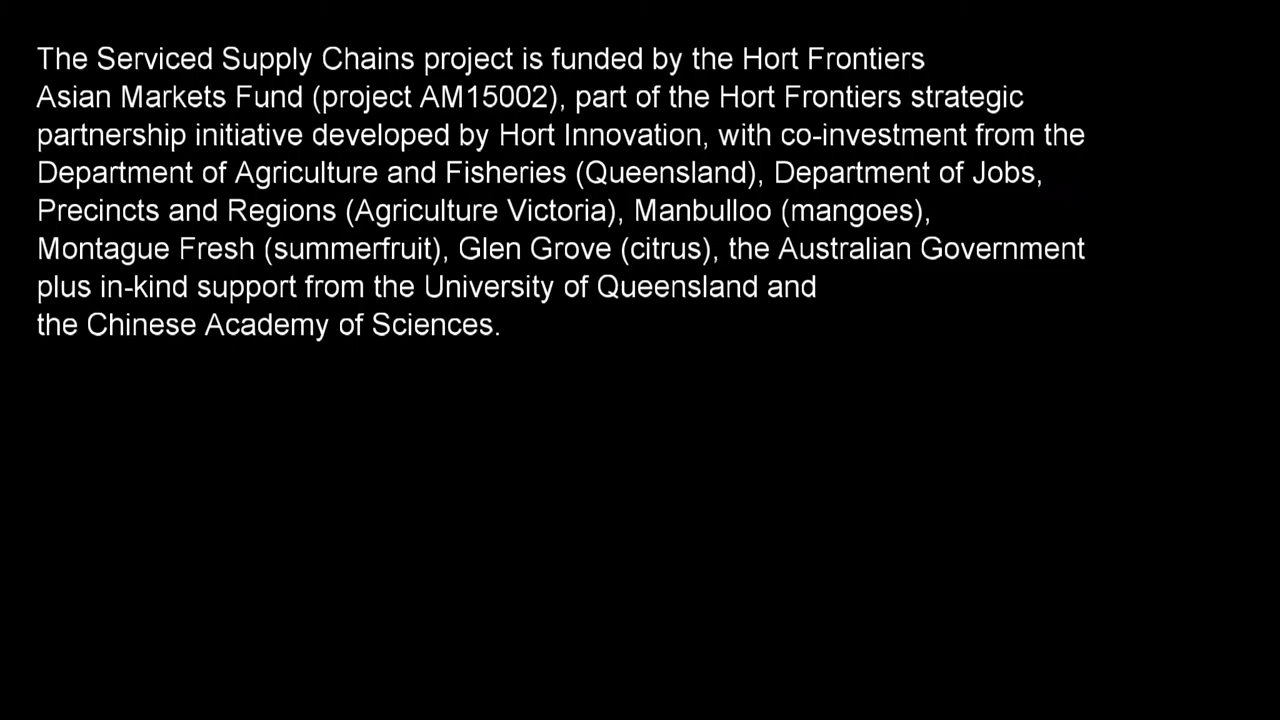 The Serviced Supply Chains project is funded by the Hort Frontiers
Asian Markets Fund (project AM15002), part of the Hort Frontiers strategic
partnership initiative developed by Hort Innovation, with co-investment from the
Department of Agriculture and Fisheries (Queensland), Department of Jobs,
Precincts and Regions (Agriculture Victoria), Manbulloo (mangoes),
Montague Fresh (summerfruit), Glen Grove (citrus), the Australian Government
plus in-kind support from the University of Queensland and
the Chinese Academy of Sciences.